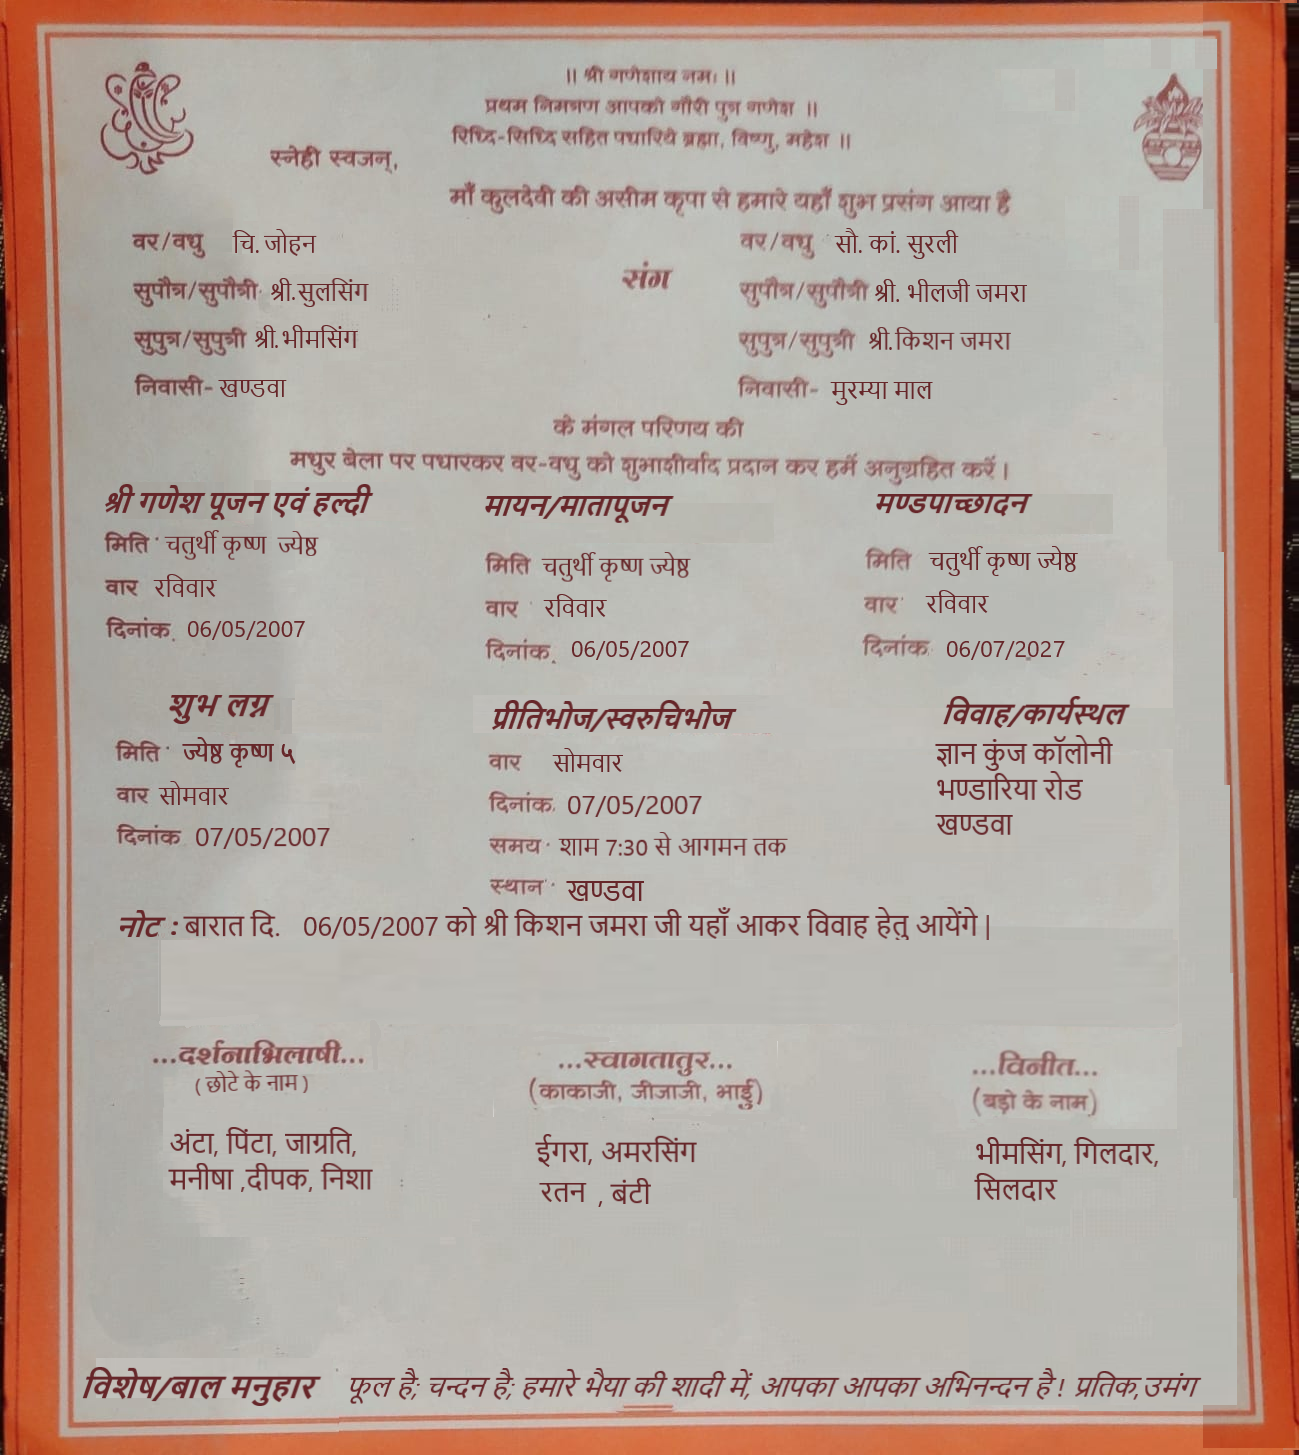 ॥ श्री गणेशाय नमः ॥
प्रथम निमंत्रण आपको गौरी पुत्र गणेश ॥
रिध्दि-सिध्दि सहित पधारिये ब्रह्मा, विष्णु, महेश ॥
स्नेही स्वजन्,
माँ कुलदेवी की असीम कृपा से हमारे यहाँ शुभ प्रसंग आया है
वर/वधु चि. जोहन
सुपौत्र/सुपौत्री श्री.सुलसिंग
सुपुत्र/सुपुत्री श्री.भीमसिंग
निवासी- खण्डवा
संग
वर/वधु सौ. कां. सुरली
सुपौत्र/सुपौत्री श्री. भीलजी जमरा
सुपुत्र/सुपुत्री श्री.किशन जमरा
निवासी- मुरम्या माल
के मंगल परिणय की
मधुर बेला पर पधारकर वर-वधु को शुभाशीर्वाद प्रदान कर हमें अनुग्रहित करें।
श्री गणेश पूजन एवं हल्दी
मिति चतुर्थी कृष्ण ज्येष्ठ
वार रविवार
दिनांक 06/05/2007
मायन/मातापूजन
मिति चतुर्थी कृष्ण ज्येष्ठ
वार रविवार
दिनांक 06/05/2007
मण्डपाच्छादन
मिति चतुर्थी कृष्ण ज्येष्ठ
वार रविवार
दिनांक 06/07/2027
शुभ लग्न
मिति ज्येष्ठ कृष्ण ५
वार सोमवार
दिनांक 07/05/2007
प्रीतिभोज/स्वरुचिभोज
वार सोमवार
दिनांक 07/05/2007
समय शाम 7:30 से आगमन तक
स्थान खण्डवा
विवाह/कार्यस्थल
ज्ञान कुंज कॉलोनी
भण्डारिया रोड
खण्डवा
नोट : बारात दि. 06/05/2007 को श्री किशन जमरा जी यहाँ आकर विवाह हेतु आयेंगे |
...दर्शनाभिलाषी...
( छोटे के नाम )
अंटा, पिंटा, जाग्रति,
मनीषा ,दीपक, निशा
...स्वागतातुर...
(काकाजी, जीजाजी, भाई)
ईगरा, अमरसिंग
रतन , बंटी
...विनीत...
(बड़ो के नाम)
भीमसिंग, गिलदार,
सिलदार
विशेष/बाल मनुहार फूल है; चन्दन है; हमारे भैया की शादी में, आपका आपका अभिनन्दन है! प्रतिक,उमंग